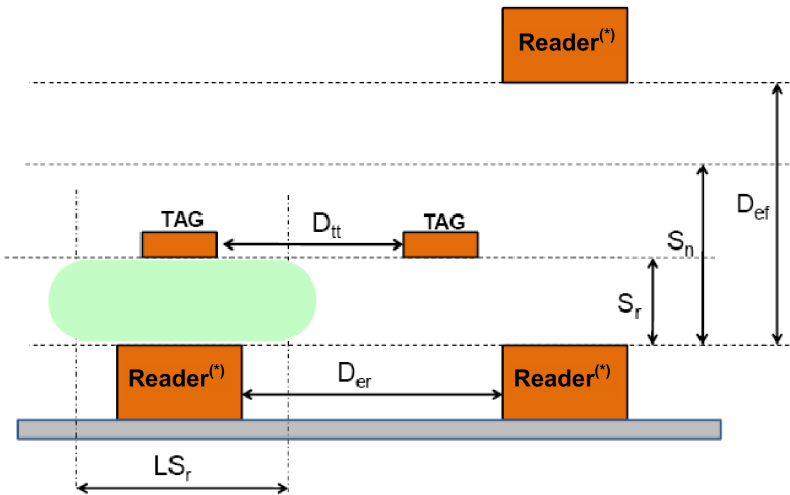 Reader(*)
TAG
Dtt
TAG
Def
Sn
Sr
Reader(*)
Der
Reader(*)
LSr